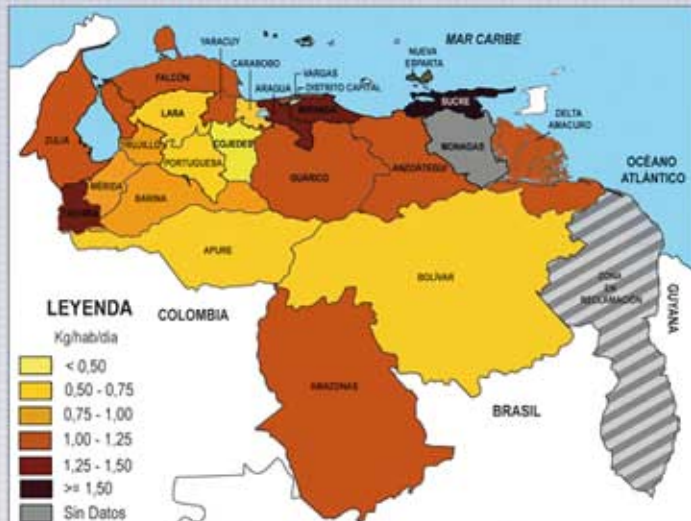 MAR CARIBE
NUEVA ESPARTA
YARACUY
CARABOBO
VARGAS
DISTRITO CAPITAL
ARAGUA
FALCÓN
SUCRE
DELTA AMACURO
LARA
ZULIA
COJEDES
MONAGAS
OCÉANO ATLÁNTICO
TRUJILLO
PORTUGUESA
ANZOÁTEGUI
GUÁRICO
MÉRIDA
BARINA
APURE
BOLÍVAR
ZONA EN RECLAMACIÓN
GUYANA
COLOMBIA
AMAZONAS
BRASIL
LEYENDA
Kg/hab/dia
< 0,50
0,50 - 0,75
0,75 - 1,00
1,00 - 1,25
1,25 - 1,50
>= 1,50
Sin Datos